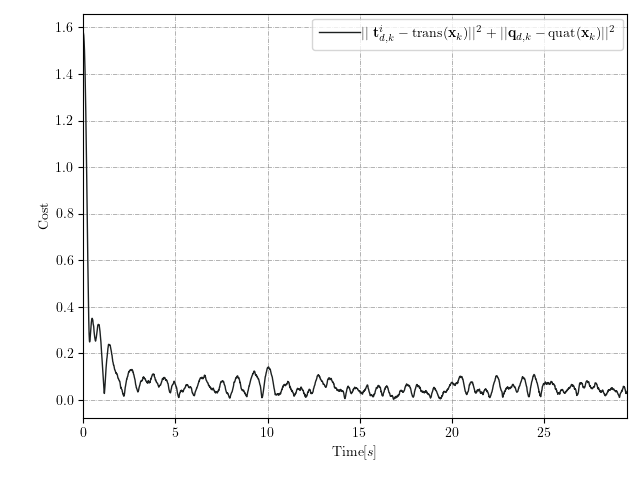 || t^i_{d,k} − trans(x_k)||² + ||q_{d,k} − quat(x_k)||²
1.6
1.4
1.2
1.0
0.8
0.6
0.4
0.2
0.0
Cost
0 5 10 15 20 25
Time[s]